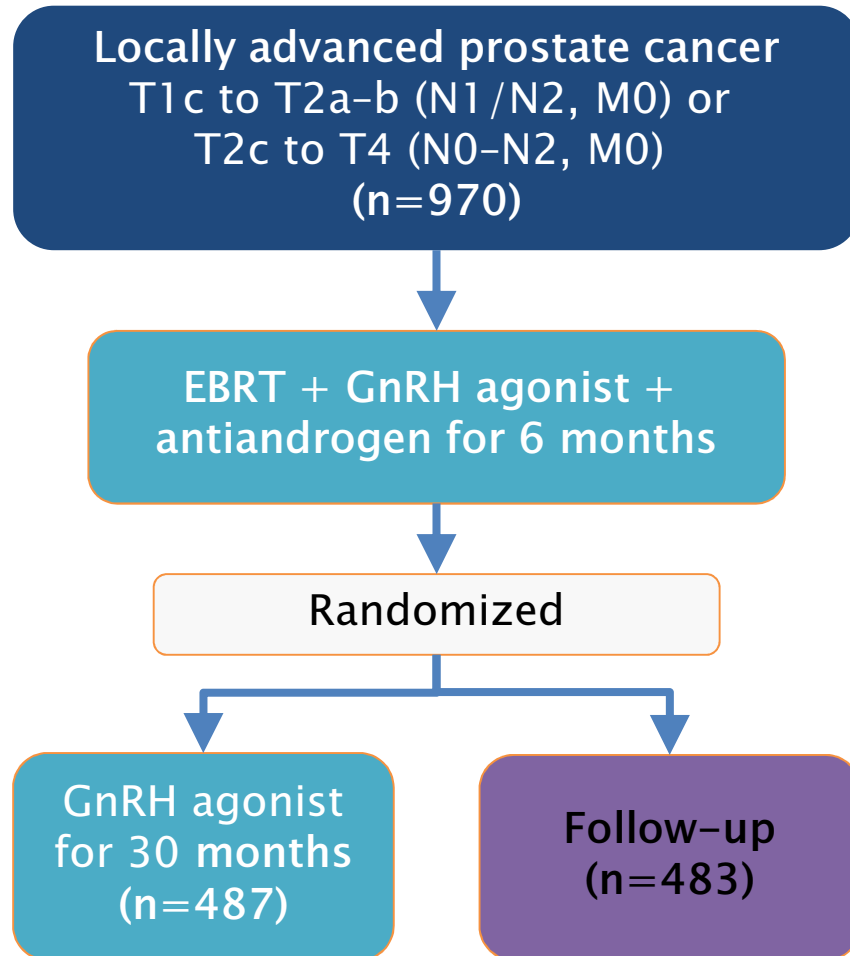 Locally advanced prostate cancer
T1c to T2a–b (N1/N2, M0) or
T2c to T4 (N0–N2, M0)
(n=970)
EBRT + GnRH agonist +
antiandrogen for 6 months
Randomized
GnRH agonist
for 30 months
(n=487)
Follow–up
(n=483)